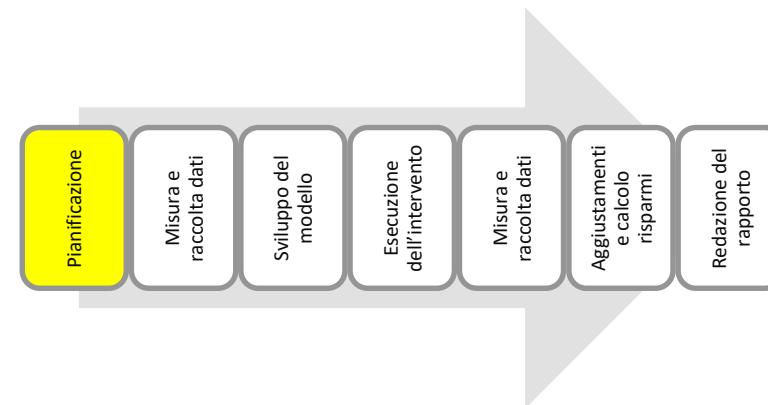 Pianificazione
Misura e
raccolta dati
Sviluppo del
modello
Esecuzione
dell'intervento
Misura e
raccolta dati
Aggiustamenti
e calcolo
risparmi
Redazione del
rapporto